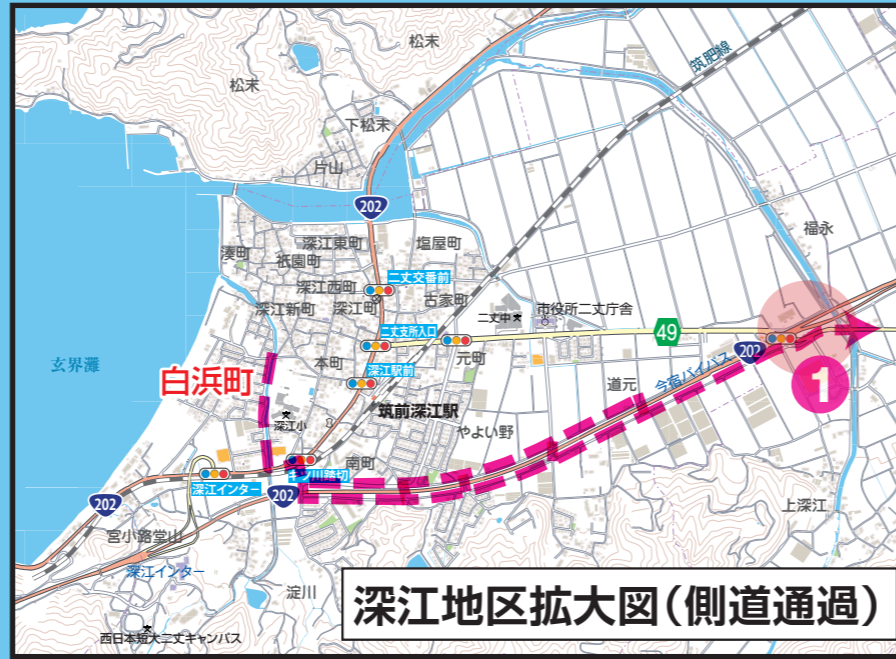 松末
松末
筑肥線
下松末
片山
202
福永
湊町
深江東町
塩屋町
祇園町
深江西町
二丈交番前
深江新町
深江町
古家町
二丈中
市役所二丈庁舎
二丈支所入口
49
玄界灘
本町
元町
202
白浜町
深江駅前
今宿バイパス
道元
1
筑前深江駅
深江小
やよい野
南町
深江インター
202
202
上深江
宮小路堂山
深江インター
淀川
西日本短大二丈キャンパス
深江地区拡大図(側道通過)